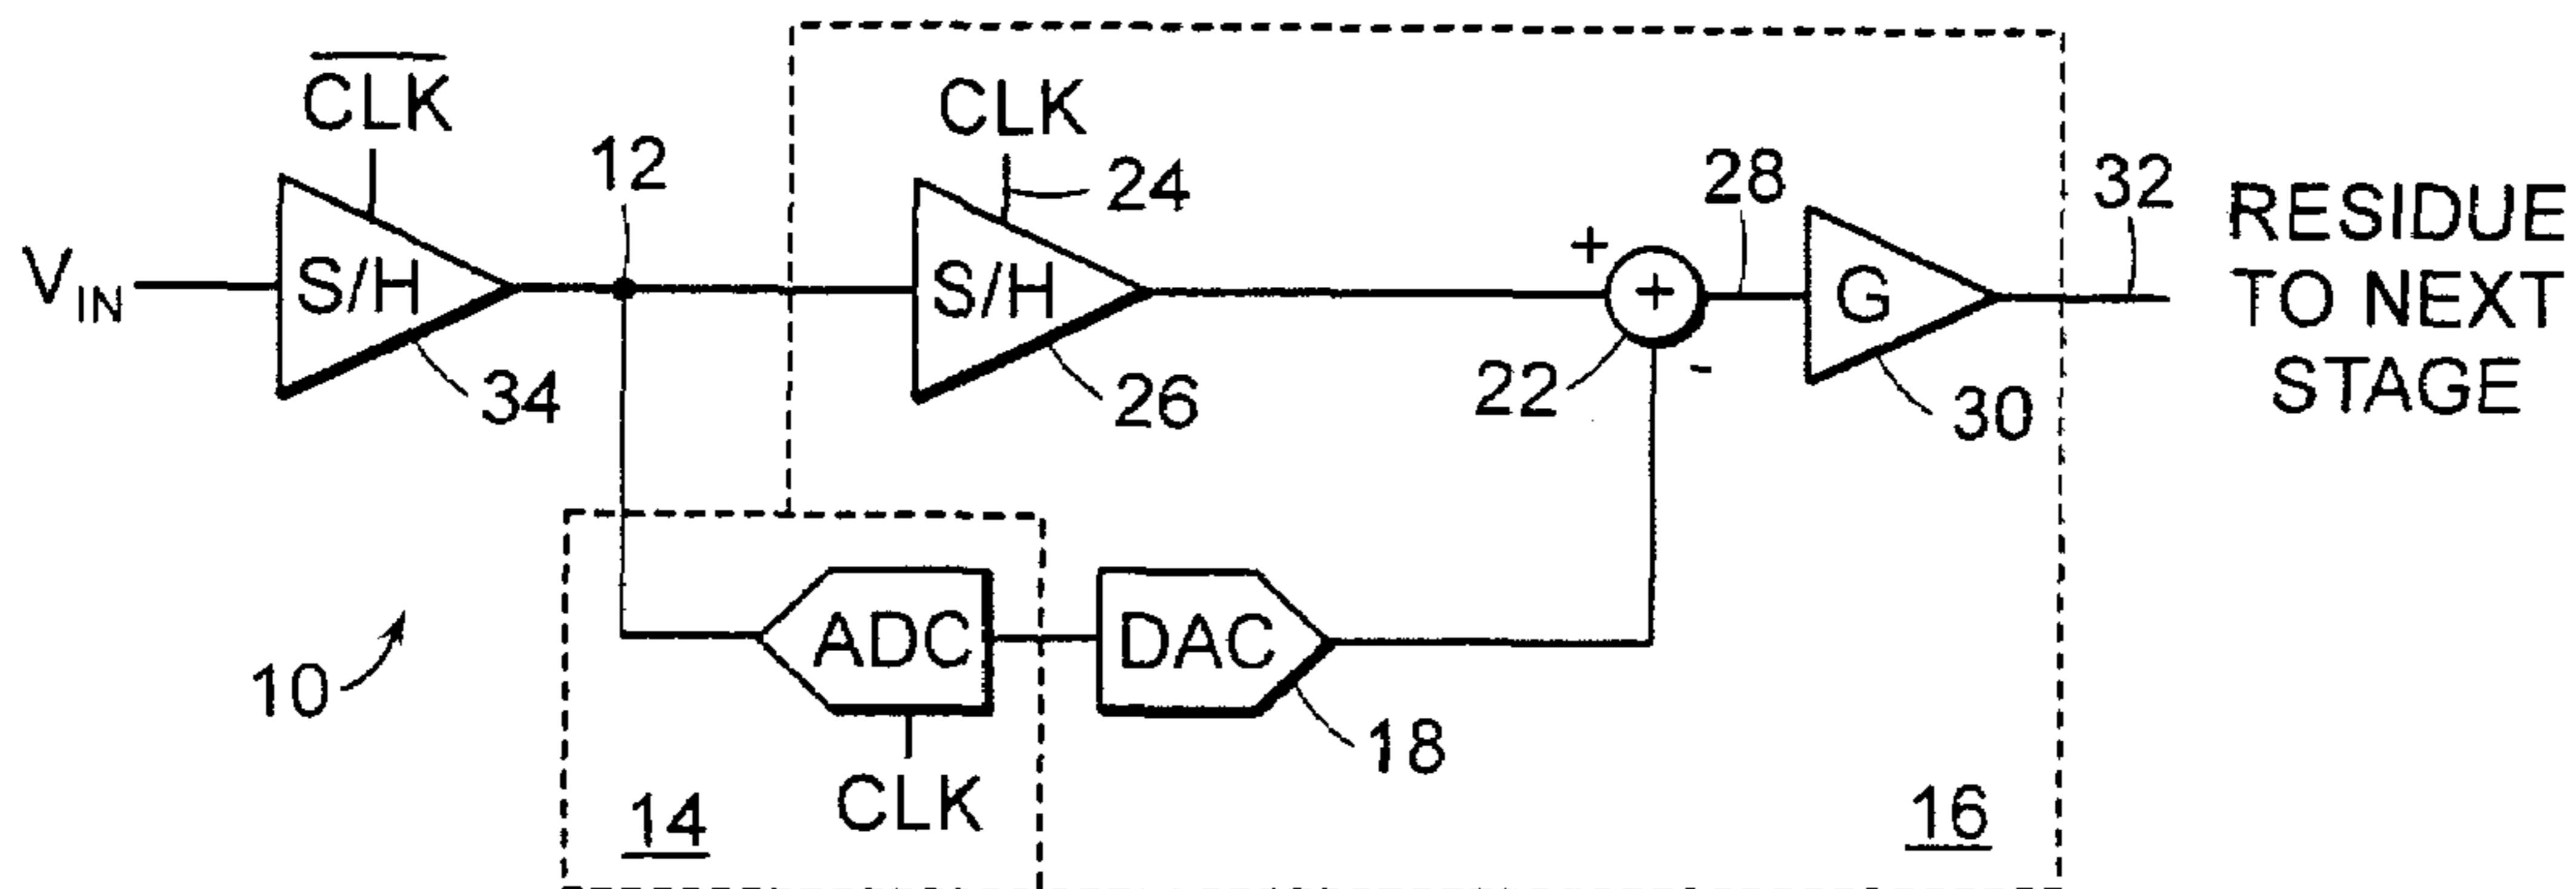 C̅L̅K̅
CLK
12
24
28
32
RESIDUE
TO NEXT
STAGE
V_IN
S/H
S/H
+
+
G
34
26
22
-
30
10
ADC
DAC
18
CLK
14
16